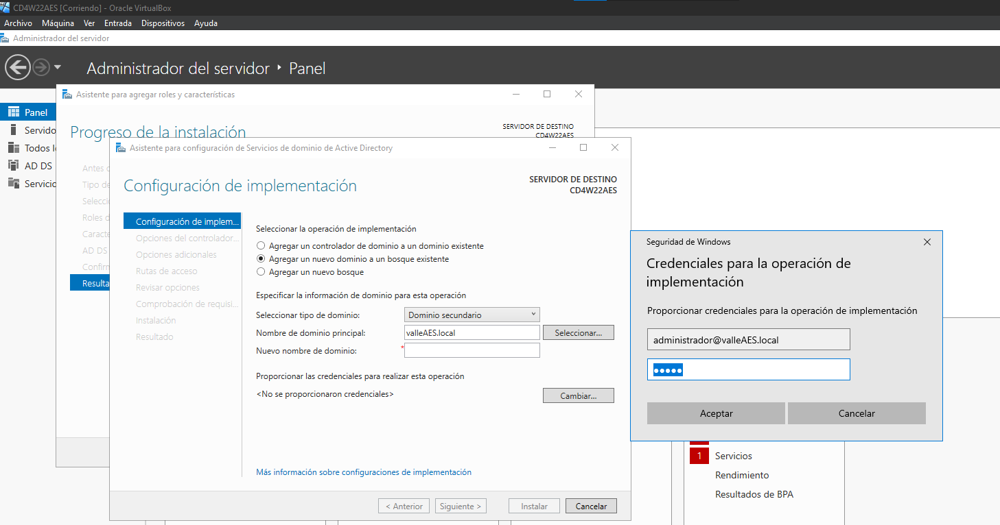 CD4W22AES [Corriendo] - Oracle VirtualBox
Archivo Máquina Ver Entrada Dispositivos Ayuda
Administrador del servidor
Administrador del servidor Panel
Asistente para agregar roles y características
Panel
Servido
Todos l
AD DS
Servicio
Progreso de la instalación
SERVIDOR DE DESTINO
CD4W22AES
Antes
Tipo de
Selecci
Roles d
Caracte
AD DS
Confirm
Resulta
Asistente para configuración de Servicios de dominio de Active Directory
Configuración de implementación
SERVIDOR DE DESTINO
CD4W22AES
Configuración de implem...
Opciones del controlador...
Opciones adicionales
Rutas de acceso
Revisar opciones
Comprobación de requisi...
Instalación
Resultado
Seleccionar la operación de implementación
Agregar un controlador de dominio a un dominio existente
Agregar un nuevo dominio a un bosque existente
Agregar un nuevo bosque
Especificar la información de dominio para esta operación
Seleccionar tipo de dominio: Dominio secundario
Nombre de dominio principal: valleAES.local Seleccionar...
Nuevo nombre de dominio: *
Proporcionar las credenciales para realizar esta operación
<No se proporcionaron credenciales> Cambiar...
Más información sobre configuraciones de implementación
< Anterior Siguiente > Instalar Cancelar
Seguridad de Windows
Credenciales para la operación de
implementación
Proporcionar credenciales para la operación de implementación
administrador@valleAES.local
●●●●●
Aceptar Cancelar
1 Servicios
Rendimiento
Resultados de BPA